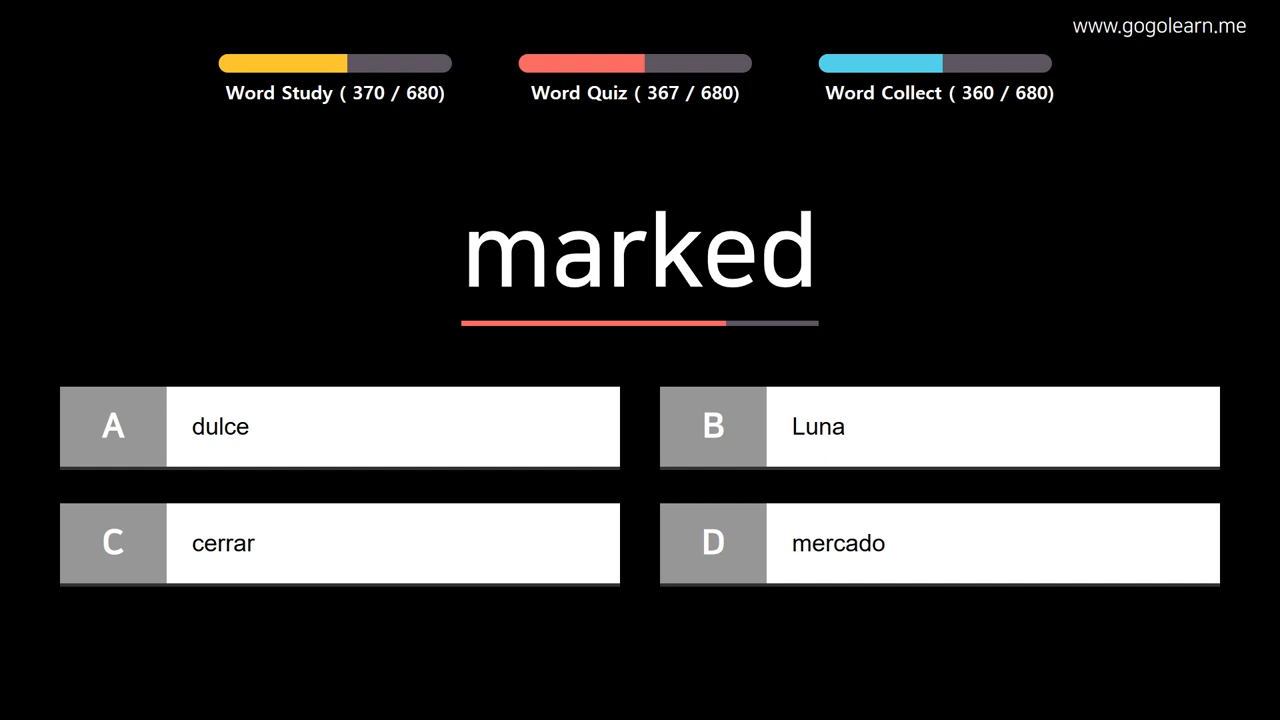 www.gogolearn.me
Word Study ( 370 / 680)
Word Quiz ( 367 / 680)
Word Collect ( 360 / 680)
marked
A dulce
B Luna
C cerrar
D mercado